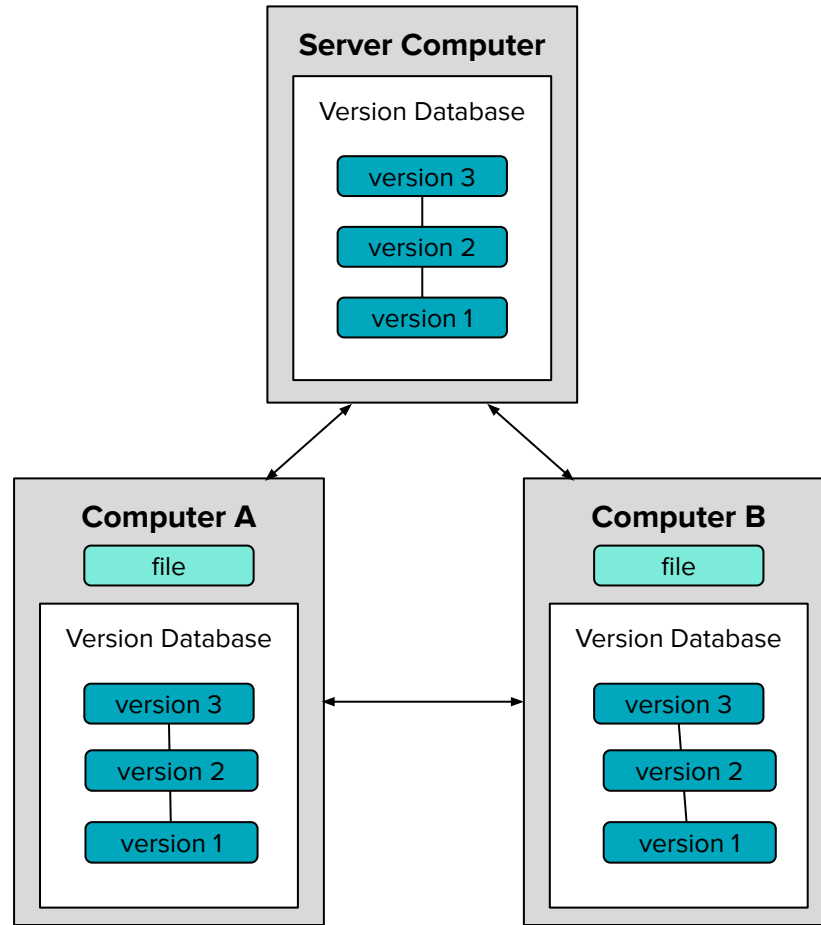 Server Computer
Version Database
version 3
version 2
version 1
Computer A
file
Version Database
version 3
version 2
version 1
Computer B
file
Version Database
version 3
version 2
version 1